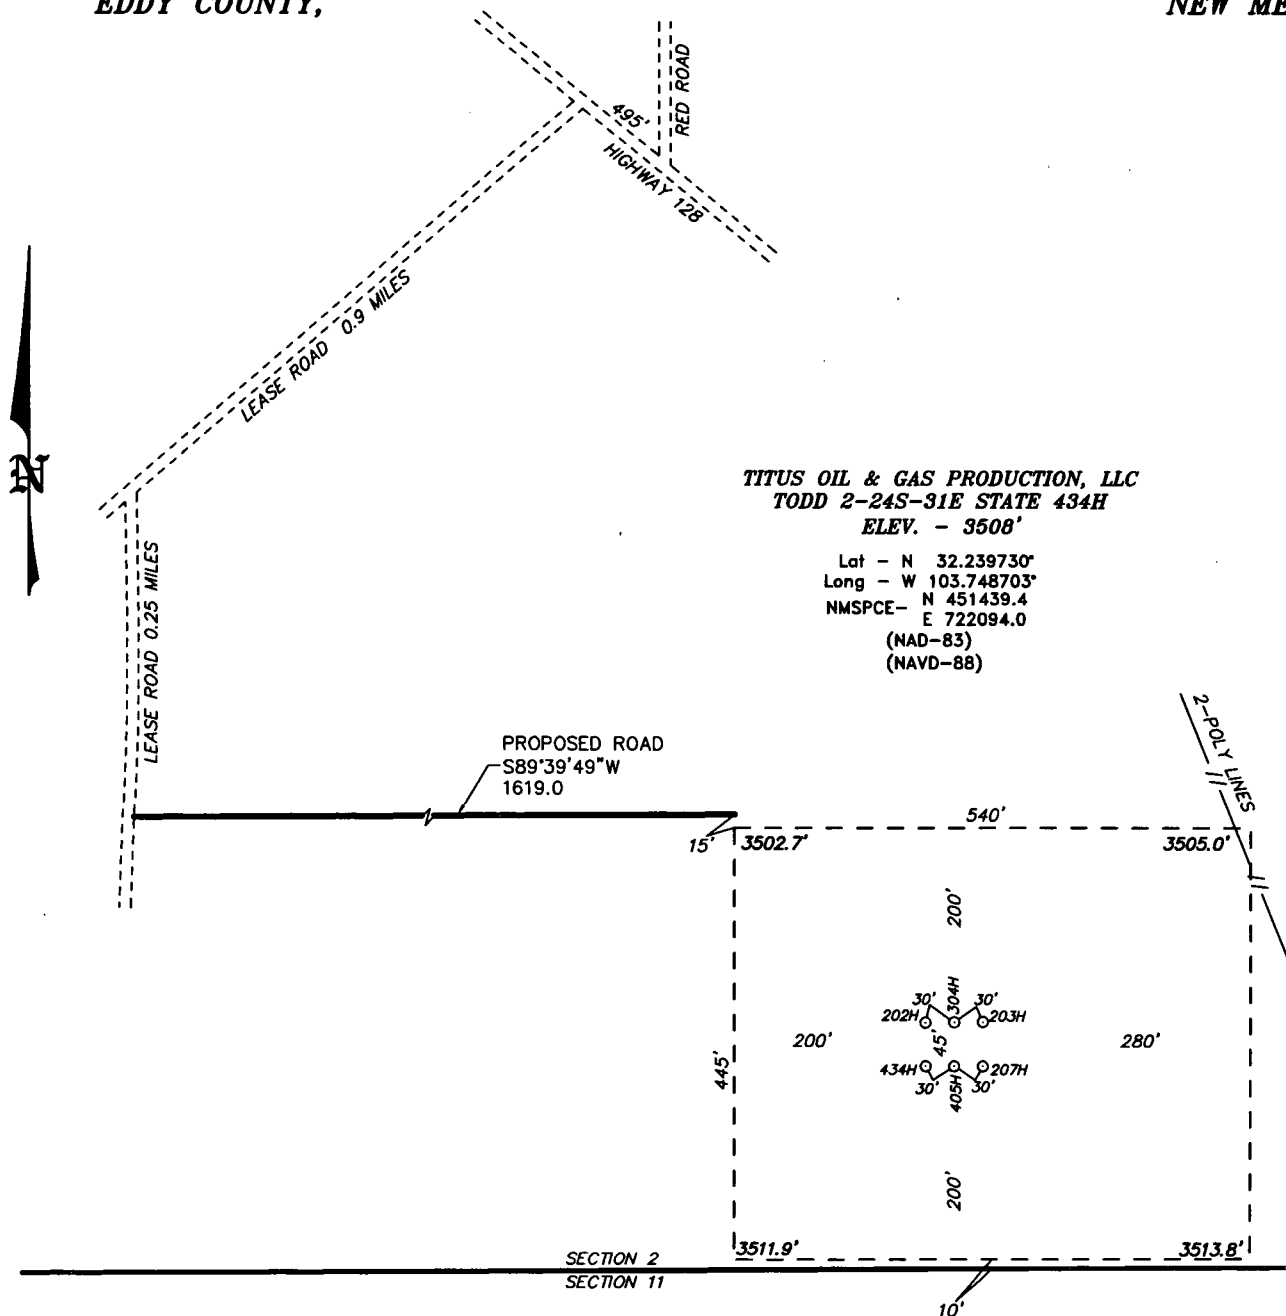 EDDY COUNTY,
NEW ME
RED ROAD
495'
HIGHWAY 128
LEASE ROAD 0.9 MILES
N
TITUS OIL & GAS PRODUCTION, LLC
TODD 2-24S-31E STATE 434H
ELEV. - 3508'
Lat - N 32.239730°
Long - W 103.748703°
NMSPCE- N 451439.4
E 722094.0
(NAD-83)
(NAVD-88)
LEASE ROAD 0.25 MILES
2-POLY LINES
PROPOSED ROAD
S89°39'49"W
1619.0
540'
15'
3502.7'
3505.0'
200'
30'
304H
30'
202H
203H
200'
45'
280'
445'
434H
207H
30'
405H
30'
200'
3511.9'
3513.8'
SECTION 2
SECTION 11
10'